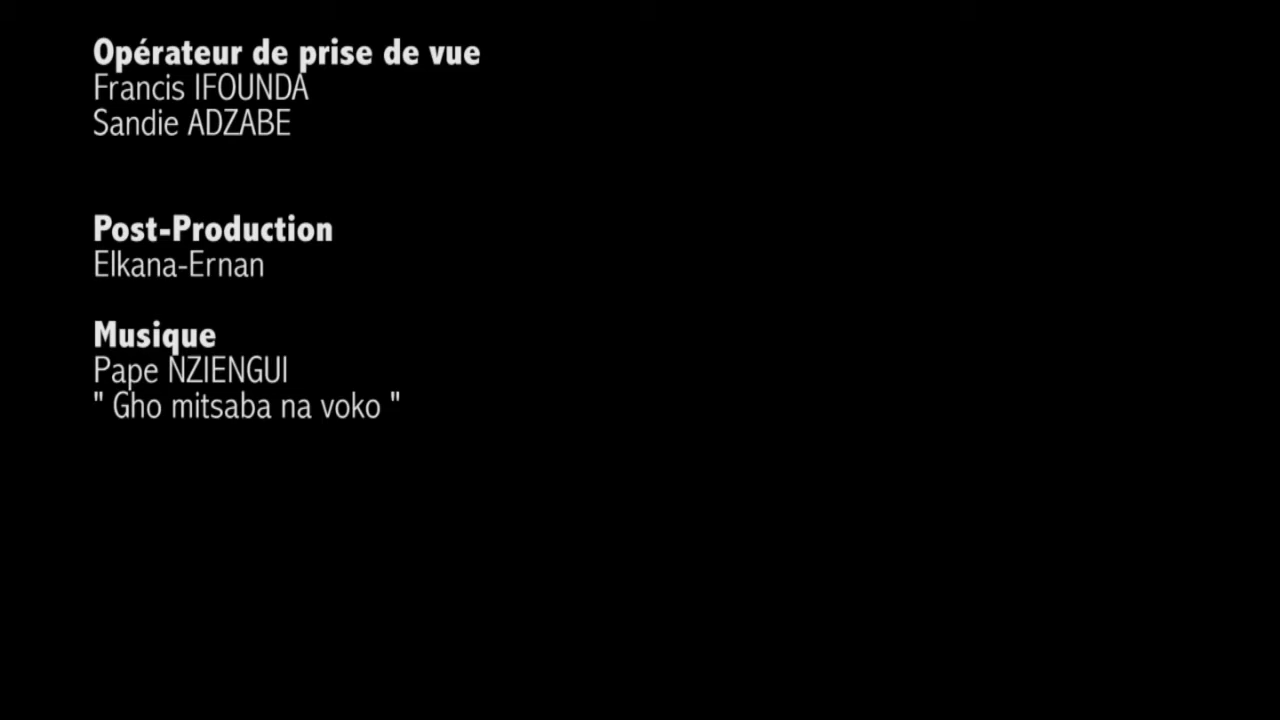 Opérateur de prise de vue
Francis IFOUNDA
Sandie ADZABE
Post-Production
Elkana-Ernan
Musique
Pape NZIENGUI
" Gho mitsaba na voko "